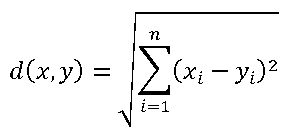 d(x, y) = √(∑_{i=1}^{n} (x_i − y_i)²)